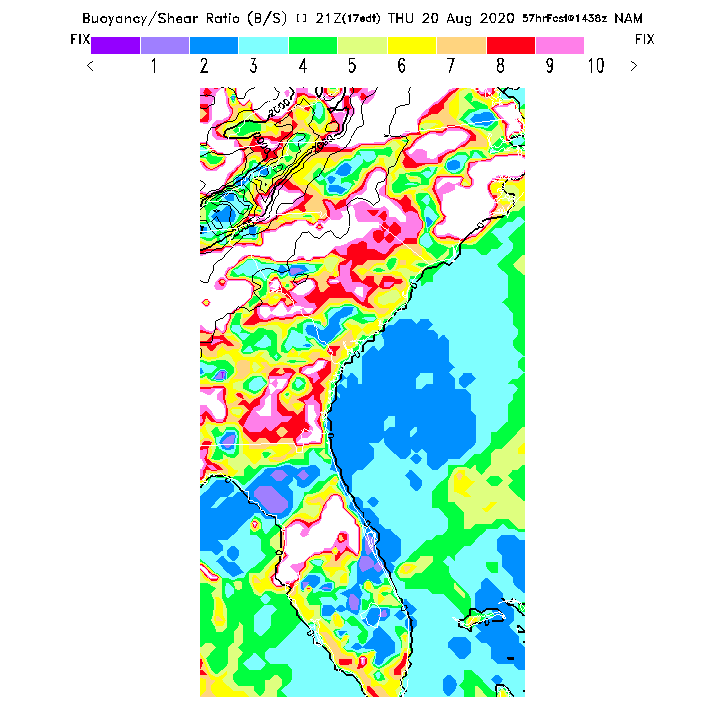 Buoyancy/Shear Ratio (B/S) [] 21Z(17edt) THU 20 Aug 2020 57hrFcst@1438z NAM
FIX FIX
< 1 2 3 4 5 6 7 8 9 10 >
2000